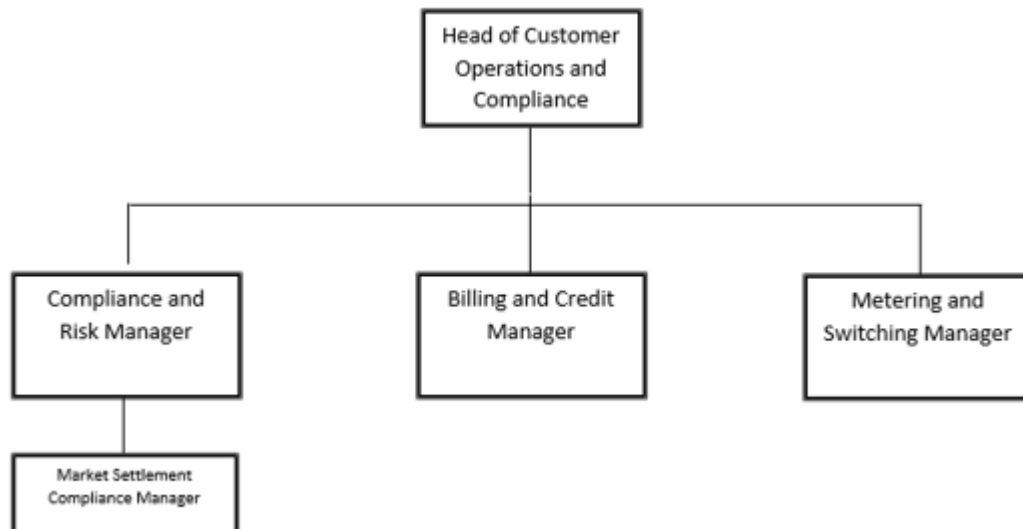 Head of Customer
Operations and
Compliance
Compliance and
Risk Manager
Billing and Credit
Manager
Metering and
Switching Manager
Market Settlement
Compliance Manager